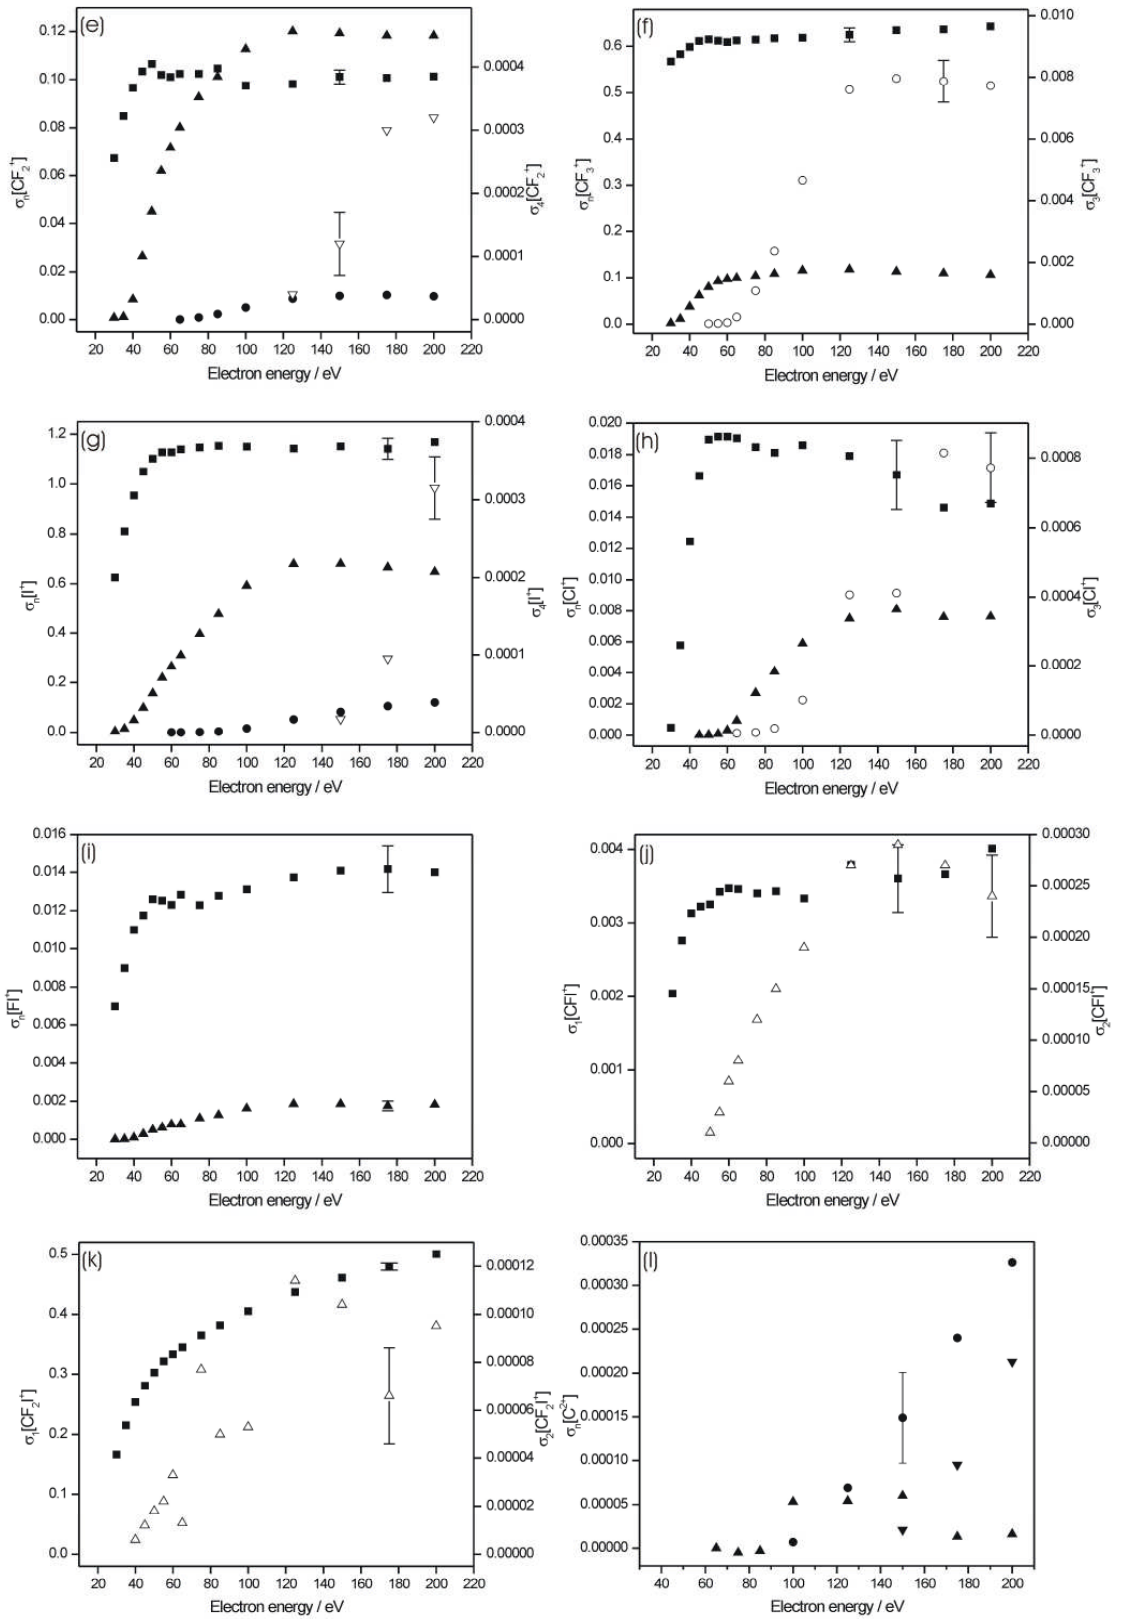 (e)
0.12
0.10
0.08
0.06
0.04
0.02
0.00
σn[CF2+]
0.0004
0.0003
0.0002
0.0001
0.0000
σ4[CF2+]
20 40 60 80 100 120 140 160 180 200 220
Electron energy / eV
(f)
0.6
0.5
0.4
0.3
0.2
0.1
0.0
σn[CF3+]
0.010
0.008
0.006
0.004
0.002
0.000
σ3[CF3+]
20 40 60 80 100 120 140 160 180 200 220
Electron energy / eV
(g)
1.2
1.0
0.8
0.6
0.4
0.2
0.0
σn[I+]
0.0004
0.0003
0.0002
0.0001
0.0000
σ4[I+]
20 40 60 80 100 120 140 160 180 200 220
Electron energy / eV
(h)
0.020
0.018
0.016
0.014
0.012
0.010
0.008
0.006
0.004
0.002
0.000
σn[CI+]
0.0008
0.0006
0.0004
0.0002
0.0000
σ3[CI+]
20 40 60 80 100 120 140 160 180 200 220
Electron energy / eV
(i)
0.016
0.014
0.012
0.010
0.008
0.006
0.004
0.002
0.000
σn[FI+]
20 40 60 80 100 120 140 160 180 200 220
Electron energy / eV
(j)
0.004
0.003
0.002
0.001
0.000
σ1[CFI+]
0.00030
0.00025
0.00020
0.00015
0.00010
0.00005
0.00000
σ2[CFI+]
20 40 60 80 100 120 140 160 180 200 220
Electron energy / eV
(k)
0.5
0.4
0.3
0.2
0.1
0.0
σ1[CF2I+]
0.00012
0.00010
0.00008
0.00006
0.00004
0.00002
0.00000
σ2[CF2I+]
20 40 60 80 100 120 140 160 180 200 220
Electron energy / eV
(l)
0.00035
0.00030
0.00025
0.00020
0.00015
0.00010
0.00005
0.00000
σn[C2+]
40 60 80 100 120 140 160 180 200
Electron energy / eV